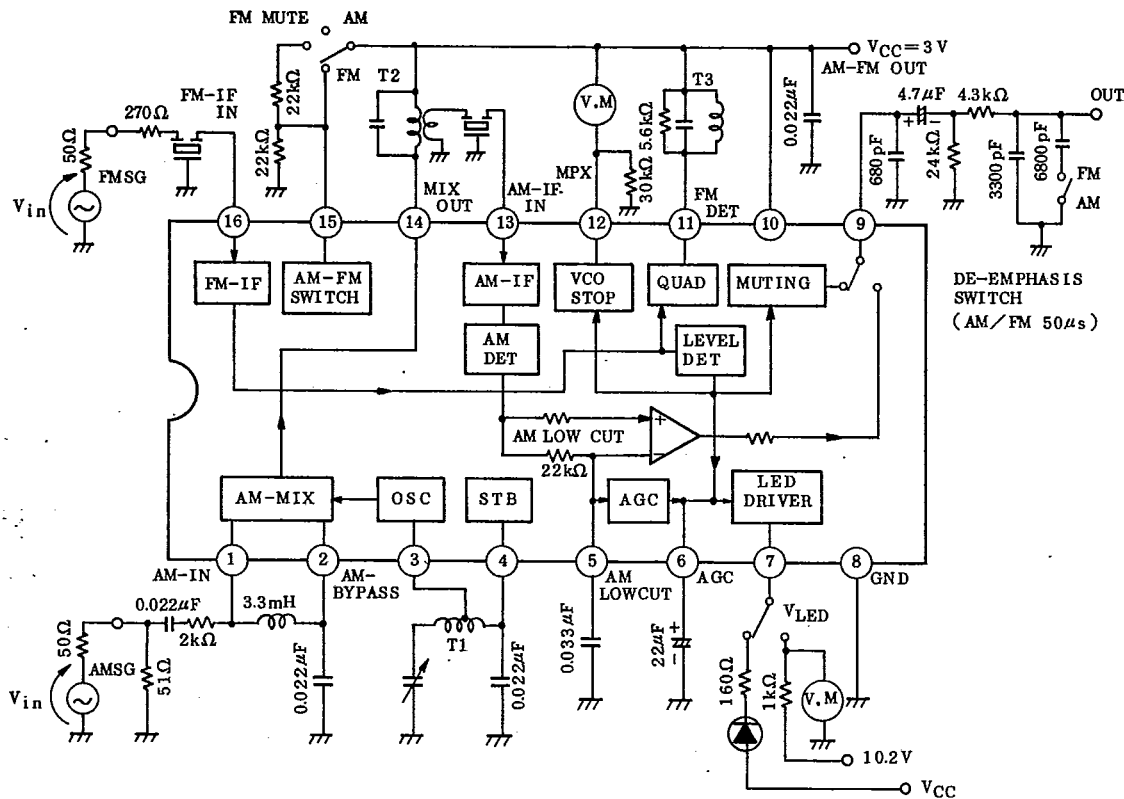 FM MUTE
AM
FM
22kΩ
22kΩ
FM-IF
IN
270Ω
50Ω
FMSG
Vin
T2
MIX
OUT
AM-IF-
IN
V.M
MPX
30kΩ
5.6kΩ
T3
FM
DET
VCC=3V
AM-FM OUT
0.022μF
680pF
4.7μF
+ −
24kΩ
4.3kΩ
3300pF
6800pF
OUT
FM
AM
DE-EMPHASIS
SWITCH
(AM/FM 50μs)
16
15
14
13
12
11
10
9
FM-IF
AM-FM
SWITCH
AM-IF
VCO
STOP
QUAD
MUTING
AM
DET
LEVEL
DET
AM LOW CUT
22kΩ
+
−
AM-MIX
OSC
STB
AGC
LED
DRIVER
1
2
3
4
5
6
7
8
AM-IN
AM-
BYPASS
AM
LOWCUT
AGC
GND
0.022μF
2kΩ
3.3mH
50Ω
AMSG
Vin
51Ω
0.022μF
T1
0.022μF
0.033μF
22μF
+
−
VLED
160Ω
1kΩ
V.M
10.2V
VCC